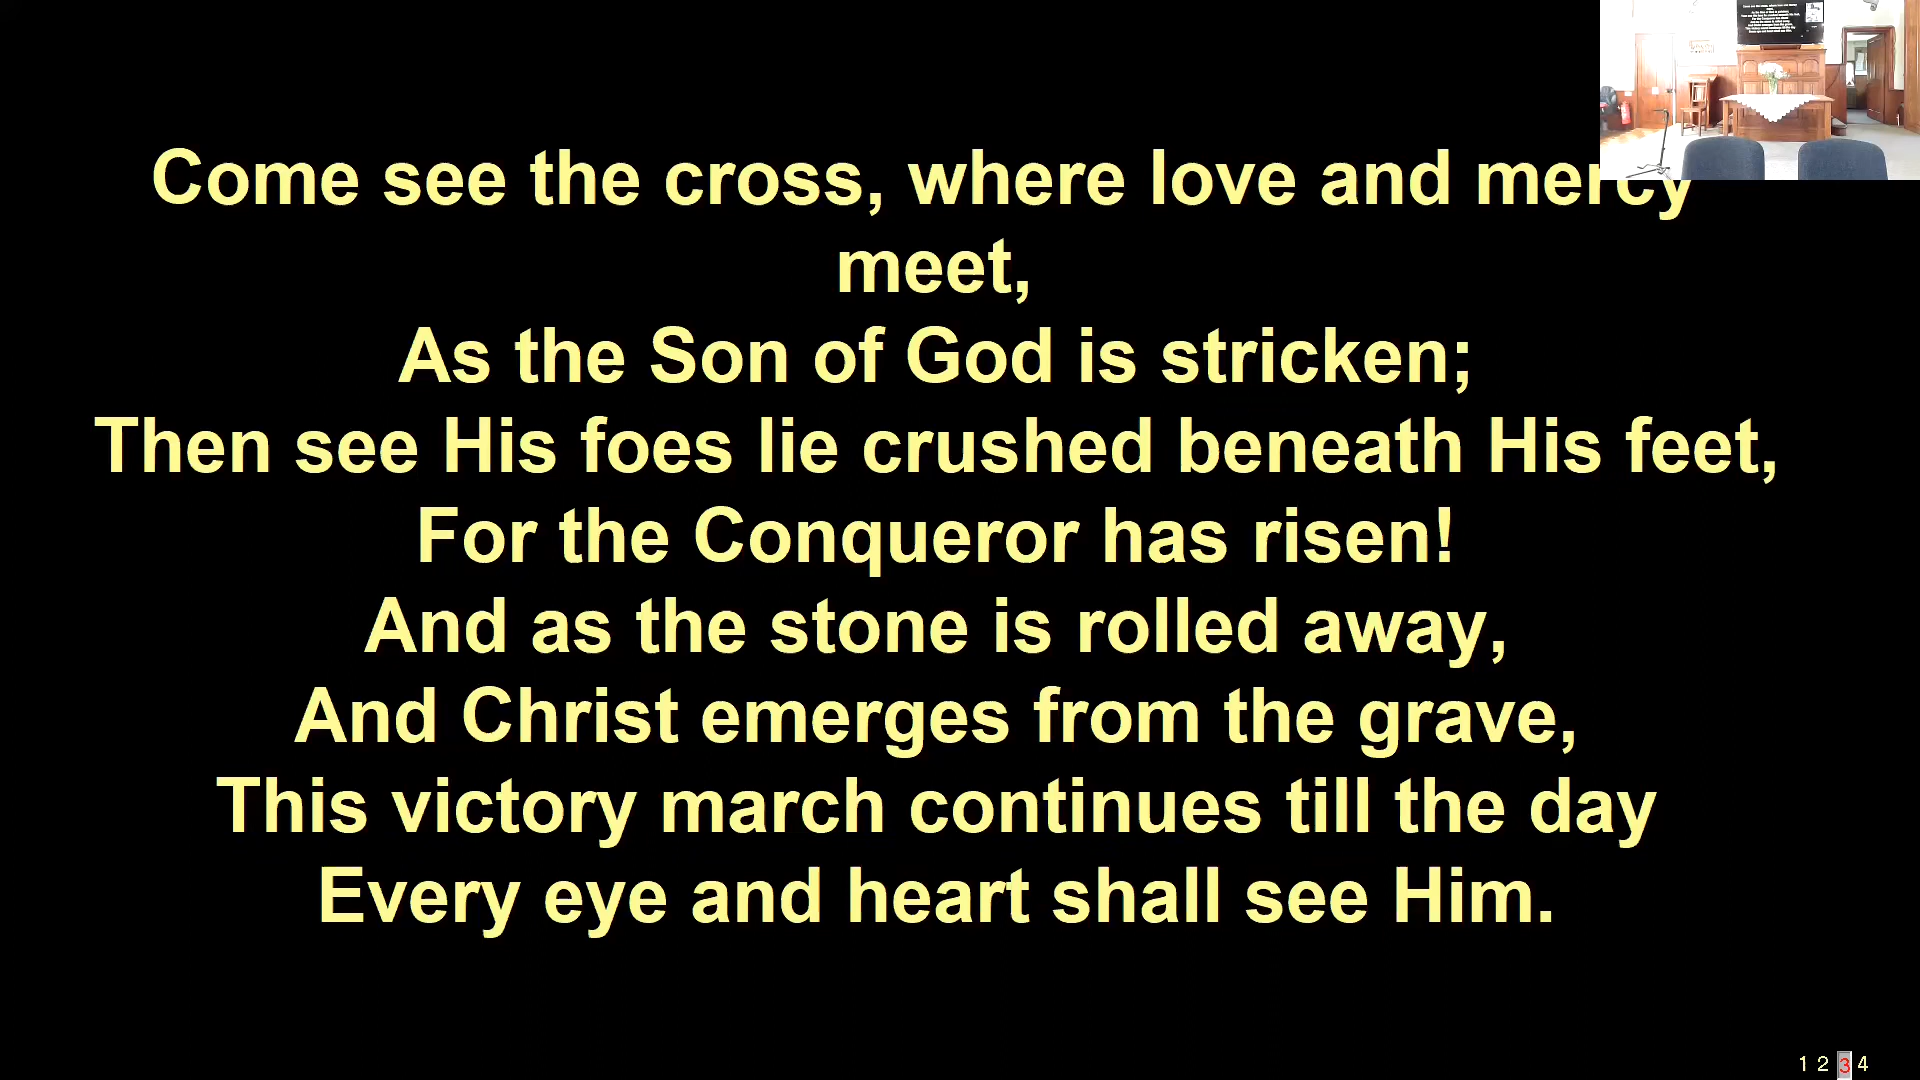 Come see the cross, where love and mercy
meet,
As the Son of God is stricken;
Then see His foes lie crushed beneath His feet,
For the Conqueror has risen!
And as the stone is rolled away,
And Christ emerges from the grave,
This victory march continues till the day
Every eye and heart shall see Him.
1 2 3 4